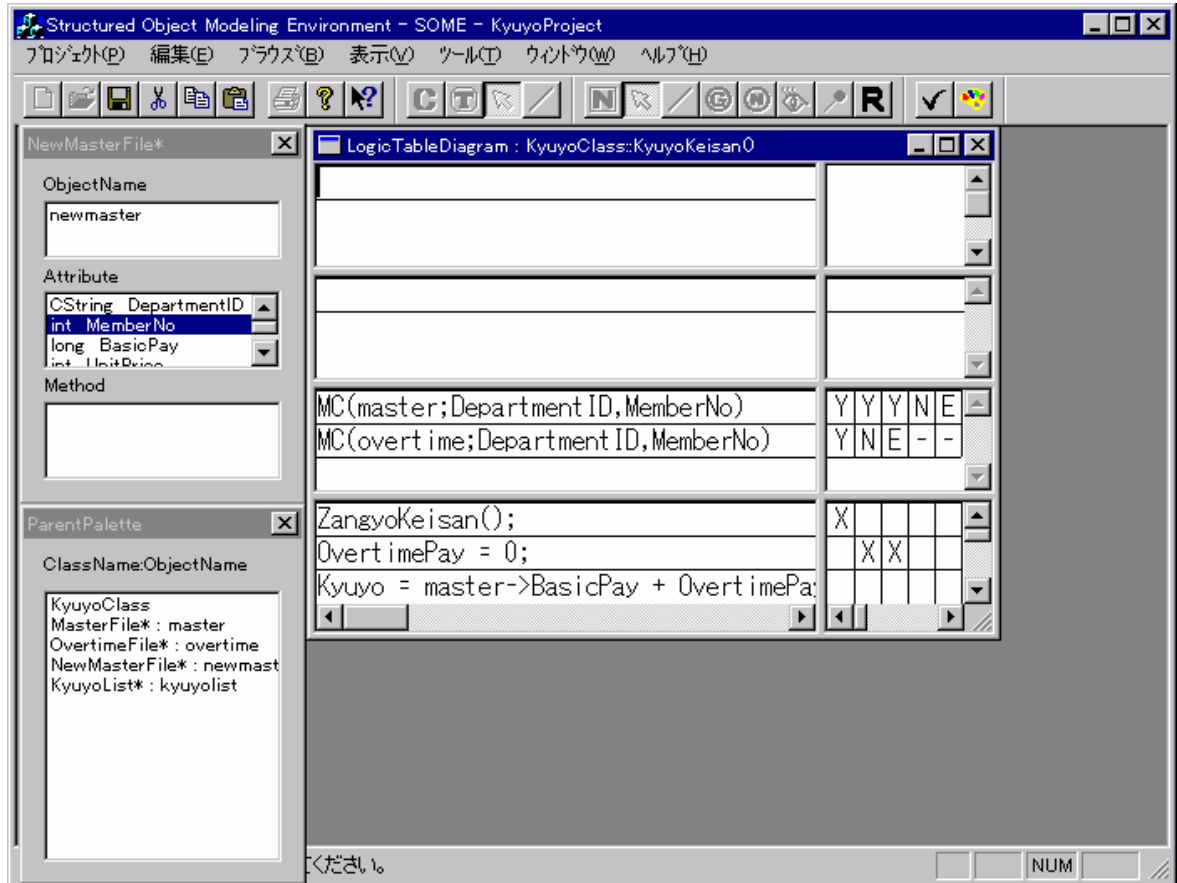 Structured Object Modeling Environment - SOME - KyuyoProject
ﾌﾟﾛｼﾞｪｸﾄ(P) 編集(E) ﾌﾞﾗｳｽﾞ(B) 表示(V) ﾂｰﾙ(T) ｳｨﾝﾄﾞｳ(W) ﾍﾙﾌﾟ(H)
C T N G N R
NewMasterFile*
ObjectName
newmaster
Attribute
CString DepartmentID
int MemberNo
long BasicPay
int UnitPrice
Method
ParentPalette
ClassName:ObjectName
KyuyoClass
MasterFile* : master
OvertimeFile* : overtime
NewMasterFile* : newmast
KyuyoList* : kyuyolist
LogicTableDiagram : KyuyoClass::KyuyoKeisan()
MC(master;DepartmentID,MemberNo) Y Y Y N E
MC(overtime;DepartmentID,MemberNo) Y N E - -
ZangyoKeisan(); X
OvertimePay = 0; X X
Kyuyo = master->BasicPay + OvertimePa
ください。
NUM